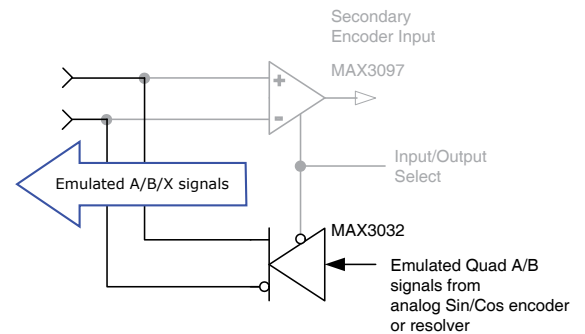 Secondary
Encoder Input
MAX3097
+
-
Input/Output
Select
Emulated A/B/X signals
MAX3032
Emulated Quad A/B
signals from
analog Sin/Cos encoder
or resolver